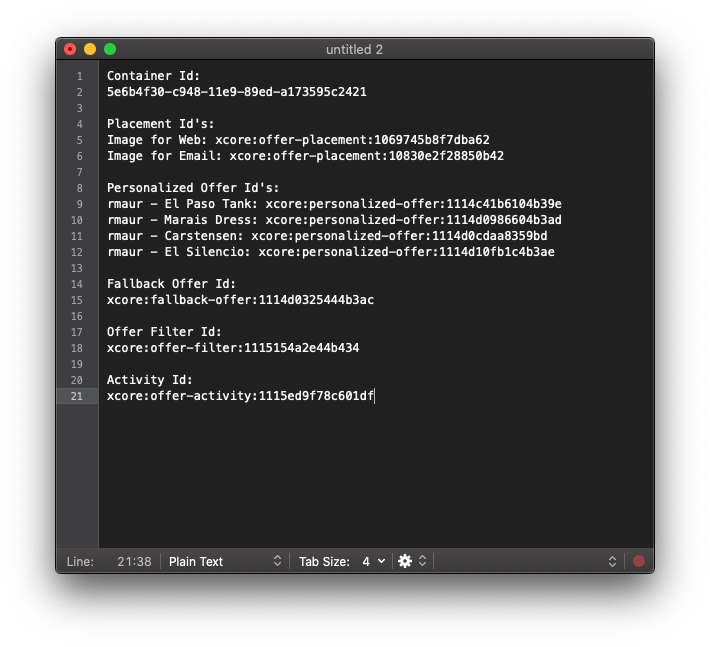 untitled 2
1 Container Id:
2 5e6b4f30-c948-11e9-89ed-a173595c2421
3
4 Placement Id's:
5 Image for Web: xcore:offer-placement:1069745b8f7dba62
6 Image for Email: xcore:offer-placement:10830e2f28850b42
7
8 Personalized Offer Id's:
9 rmaur - El Paso Tank: xcore:personalized-offer:1114c41b6104b39e
10 rmaur - Marais Dress: xcore:personalized-offer:1114d0986604b3ad
11 rmaur - Carstensen: xcore:personalized-offer:1114d0cdaa8359bd
12 rmaur - El Silencio: xcore:personalized-offer:1114d10fb1c4b3ae
13
14 Fallback Offer Id:
15 xcore:fallback-offer:1114d0325444b3ac
16
17 Offer Filter Id:
18 xcore:offer-filter:1115154a2e44b434
19
20 Activity Id:
21 xcore:offer-activity:1115ed9f78c601df
Line: 21:38 Plain Text Tab Size: 4